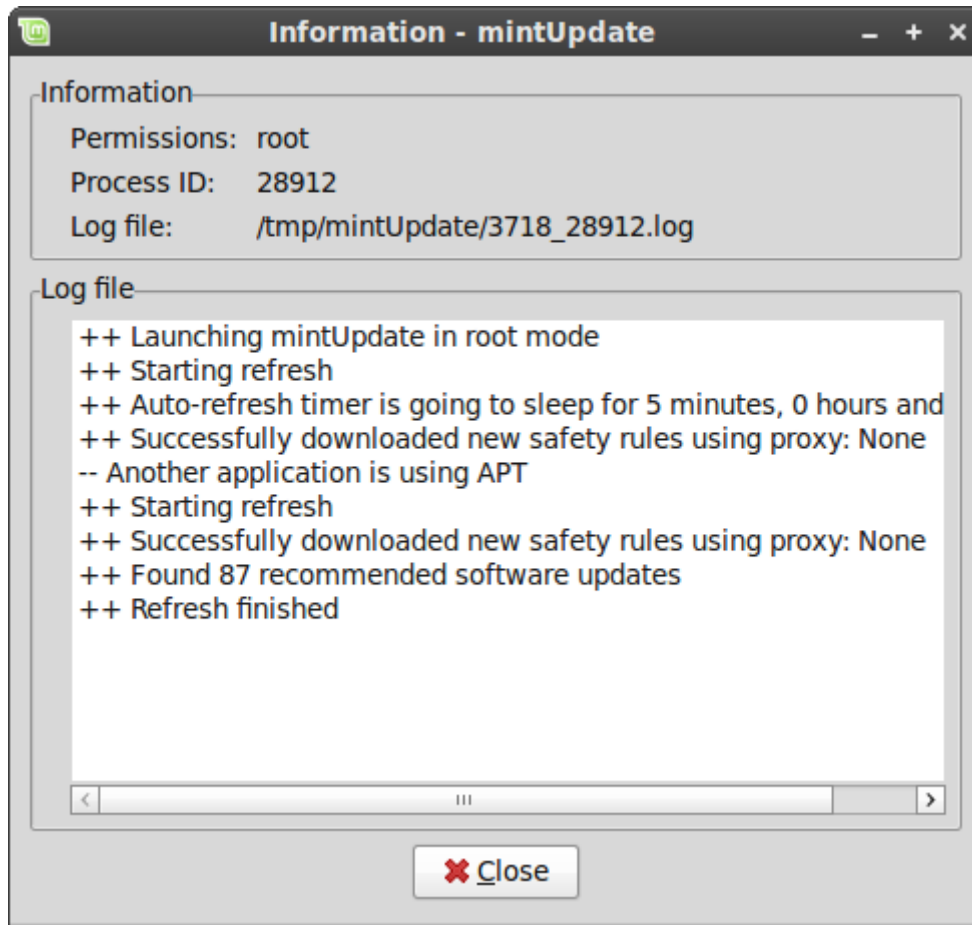 Information - mintUpdate
Information
Permissions: root
Process ID: 28912
Log file: /tmp/mintUpdate/3718_28912.log
Log file
++ Launching mintUpdate in root mode
++ Starting refresh
++ Auto-refresh timer is going to sleep for 5 minutes, 0 hours and
++ Successfully downloaded new safety rules using proxy: None
-- Another application is using APT
++ Starting refresh
++ Successfully downloaded new safety rules using proxy: None
++ Found 87 recommended software updates
++ Refresh finished
Close